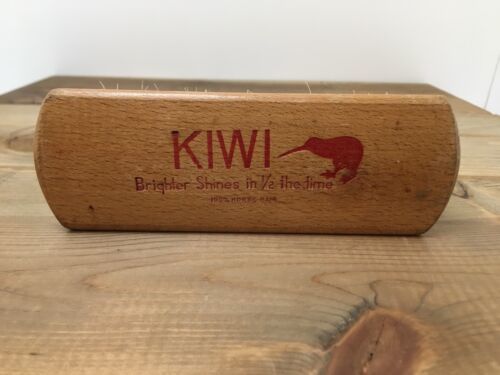 KIWI
Brighter Shines in 1/2 the time
100% HORSE HAIR